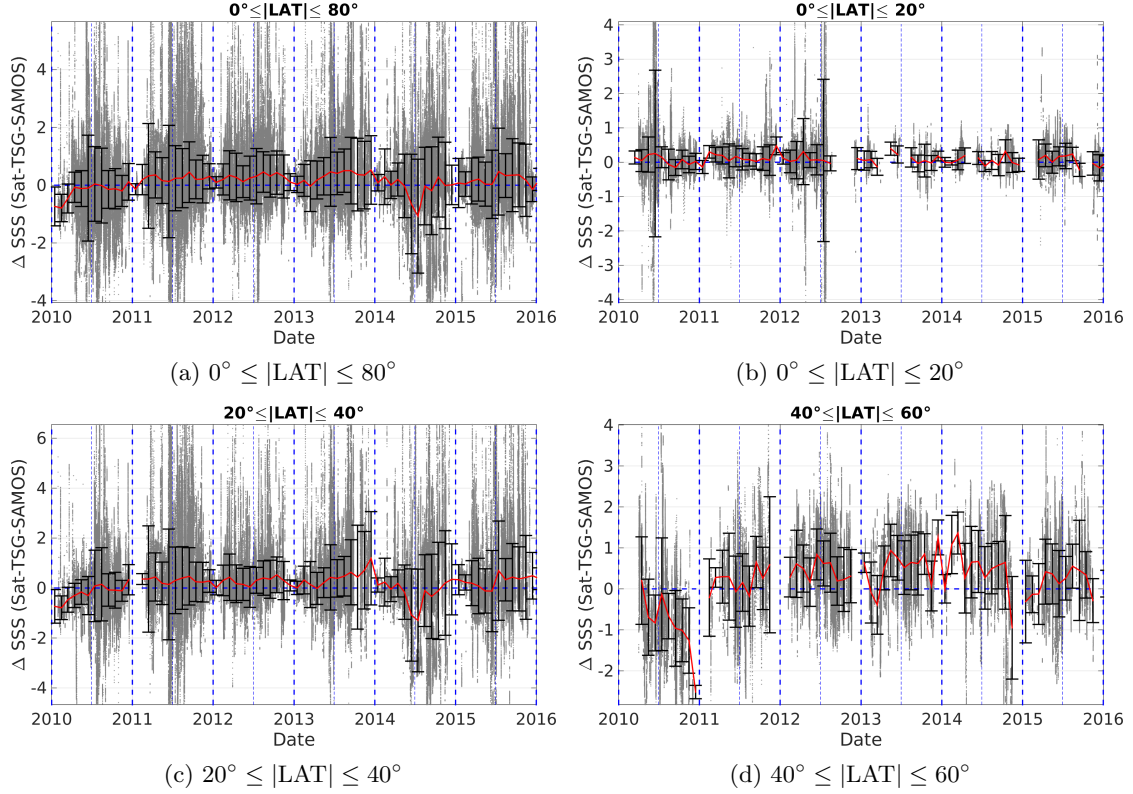 0°≤|LAT|≤ 80°
Δ SSS (Sat-TSG-SAMOS)
4
2
0
-2
-4
2010 2011 2012 2013 2014 2015 2016
Date
(a) 0° ≤ |LAT| ≤ 80°
0°≤|LAT|≤ 20°
Δ SSS (Sat-TSG-SAMOS)
4
3
2
1
0
-1
-2
-3
-4
2010 2011 2012 2013 2014 2015 2016
Date
(b) 0° ≤ |LAT| ≤ 20°
20°≤|LAT|≤ 40°
Δ SSS (Sat-TSG-SAMOS)
6
4
2
0
-2
-4
2010 2011 2012 2013 2014 2015 2016
Date
(c) 20° ≤ |LAT| ≤ 40°
40°≤|LAT|≤ 60°
Δ SSS (Sat-TSG-SAMOS)
4
3
2
1
0
-1
-2
2010 2011 2012 2013 2014 2015 2016
Date
(d) 40° ≤ |LAT| ≤ 60°